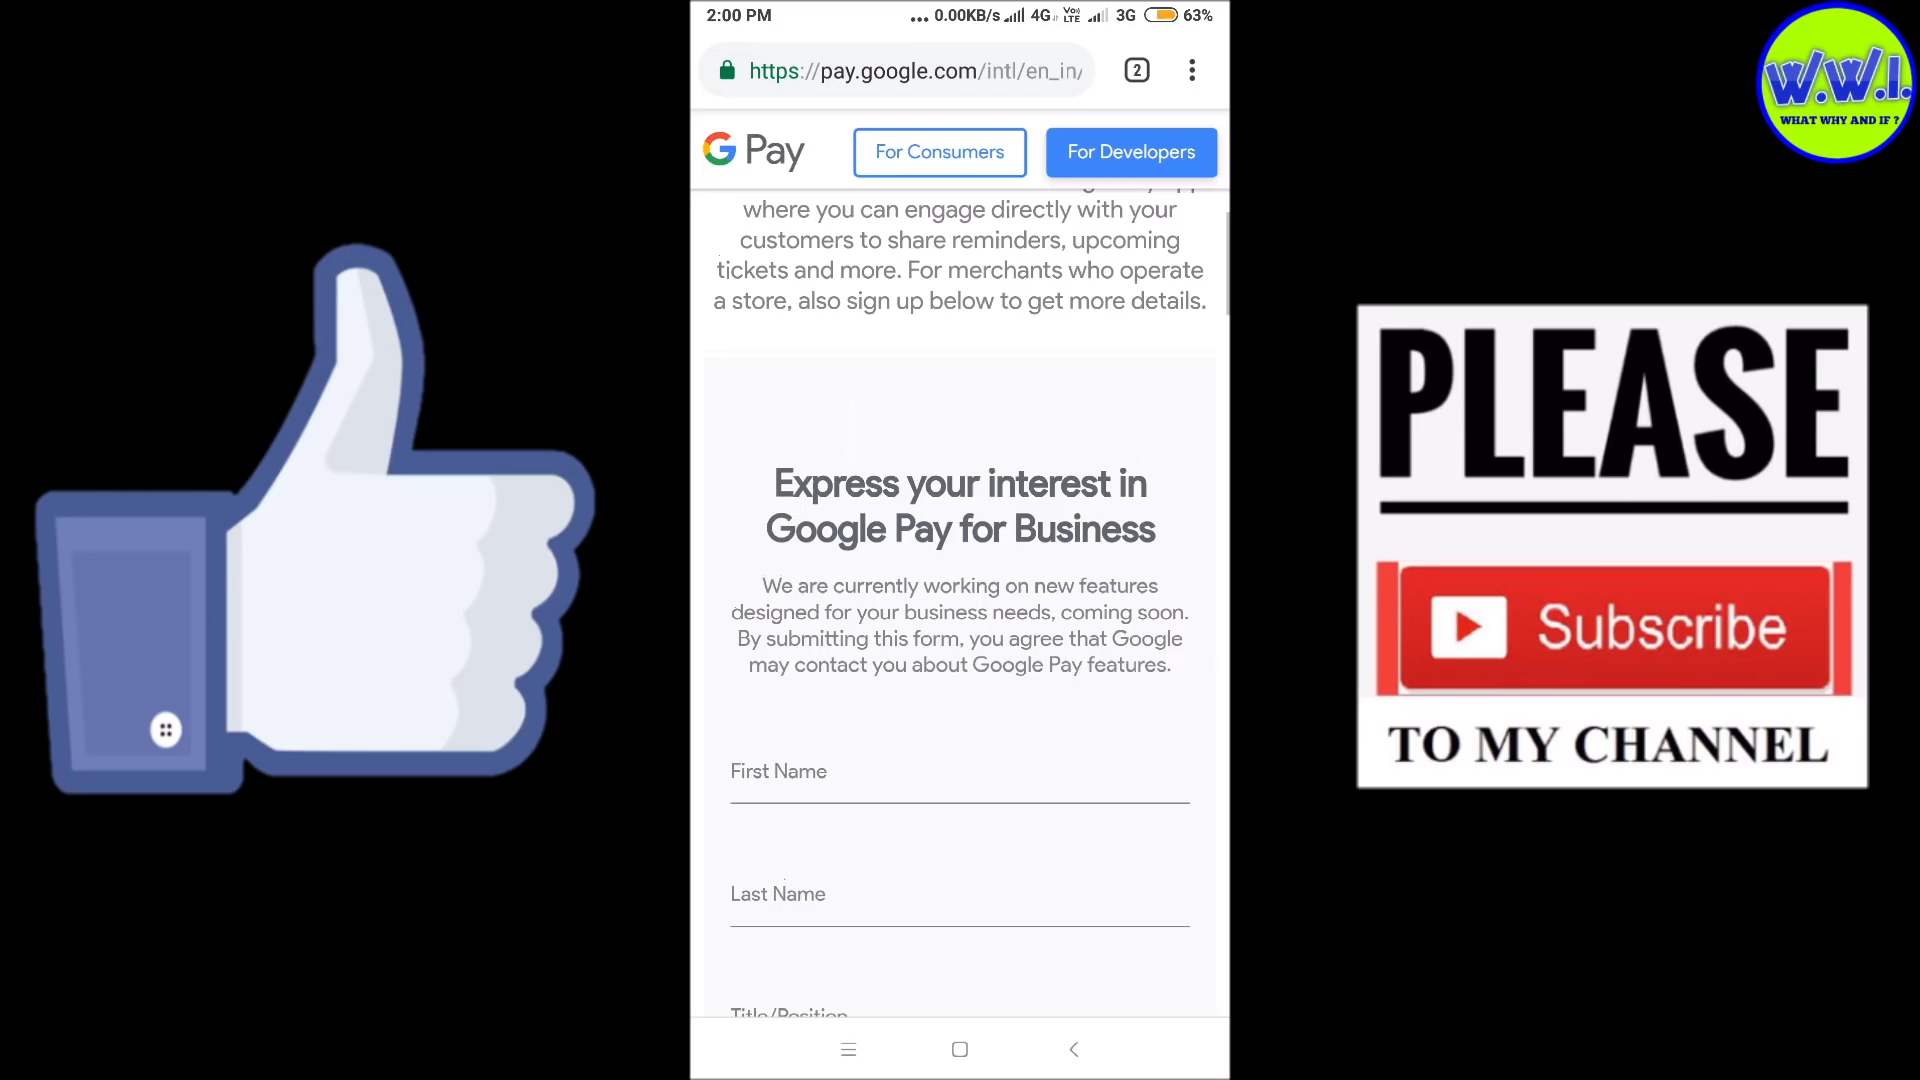 2:00 PM
0.00KB/s 4G Vo)) LTE 3G 63%
https://pay.google.com/intl/en_in/
2
G Pay
For Consumers
For Developers
where you can engage directly with your
customers to share reminders, upcoming
tickets and more. For merchants who operate
a store, also sign up below to get more details.
Express your interest in
Google Pay for Business
We are currently working on new features
designed for your business needs, coming soon.
By submitting this form, you agree that Google
may contact you about Google Pay features.
First Name
Last Name
Title/Position
W.W.I.
WHAT WHY AND IF ?
PLEASE
Subscribe
TO MY CHANNEL